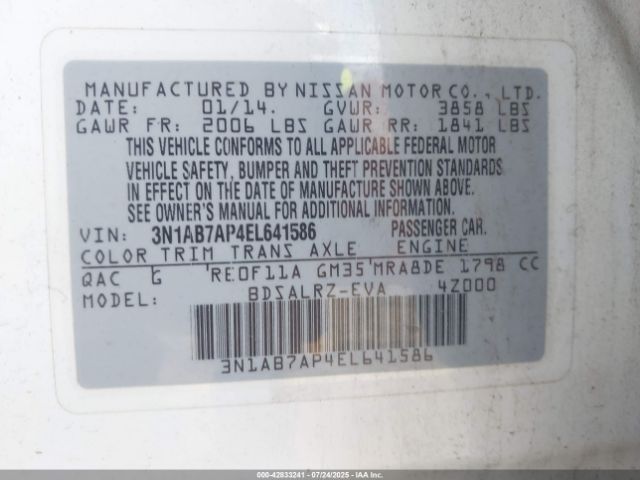 MANUFACTURED BY NISSAN MOTOR CO., LTD.
DATE: 01/14. GVWR: 3858 LBS
GAWR FR: 2006 LBS GAWR RR: 1841 LBS
THIS VEHICLE CONFORMS TO ALL APPLICABLE FEDERAL MOTOR
VEHICLE SAFETY, BUMPER AND THEFT PREVENTION STANDARDS
IN EFFECT ON THE DATE OF MANUFACTURE SHOWN ABOVE.
SEE OWNER'S MANUAL FOR ADDITIONAL INFORMATION.
VIN: 3N1AB7AP4EL641586 PASSENGER CAR.
COLOR TRIM TRANS AXLE ENGINE
QAC G RE0F11A GM35 MRA8DE 1798 CC
MODEL: BDSALRZ-EVA 4Z000
3N1AB7AP4EL641586
000-42833241 - 07/24/2025 - IAA, Inc.